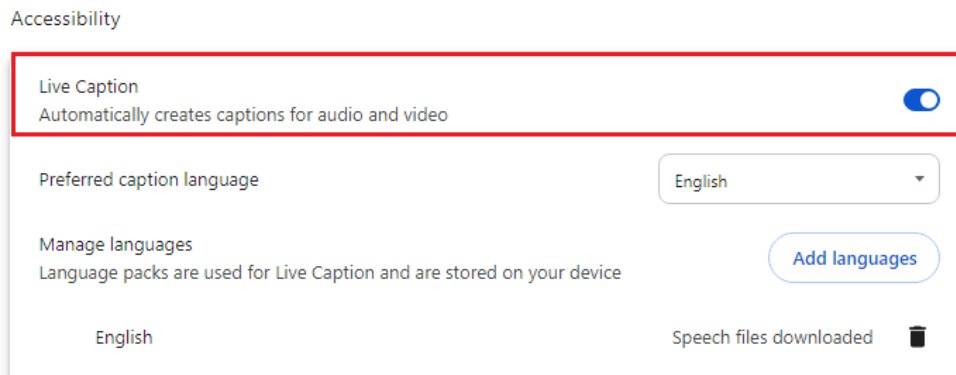 Accessibility
Live Caption
Automatically creates captions for audio and video
Preferred caption language
English
Manage languages
Language packs are used for Live Caption and are stored on your device
Add languages
English
Speech files downloaded